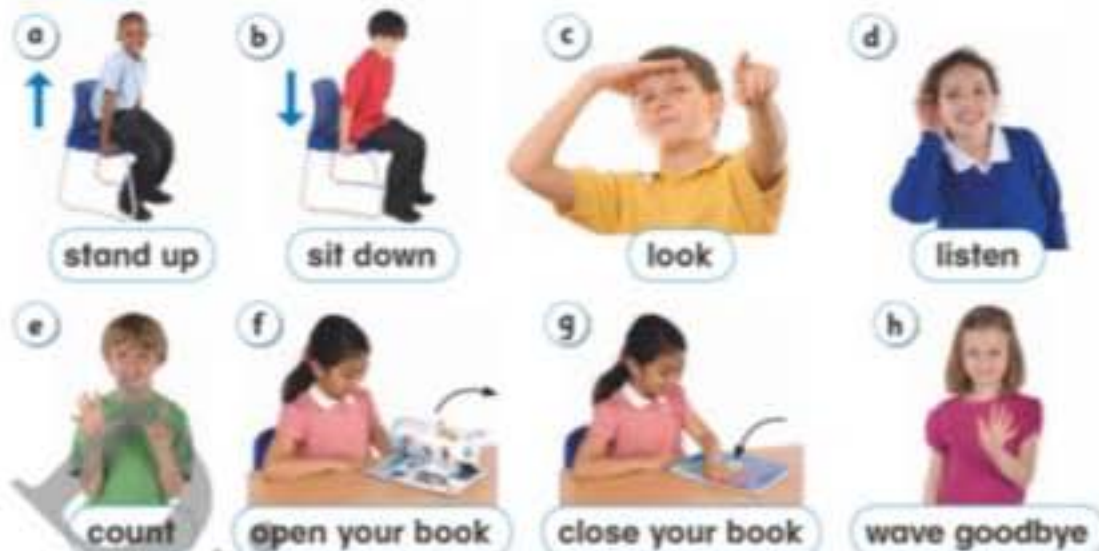 a
b
c
d
stand up
sit down
look
listen
e
f
g
h
count
open your book
close your book
wave goodbye